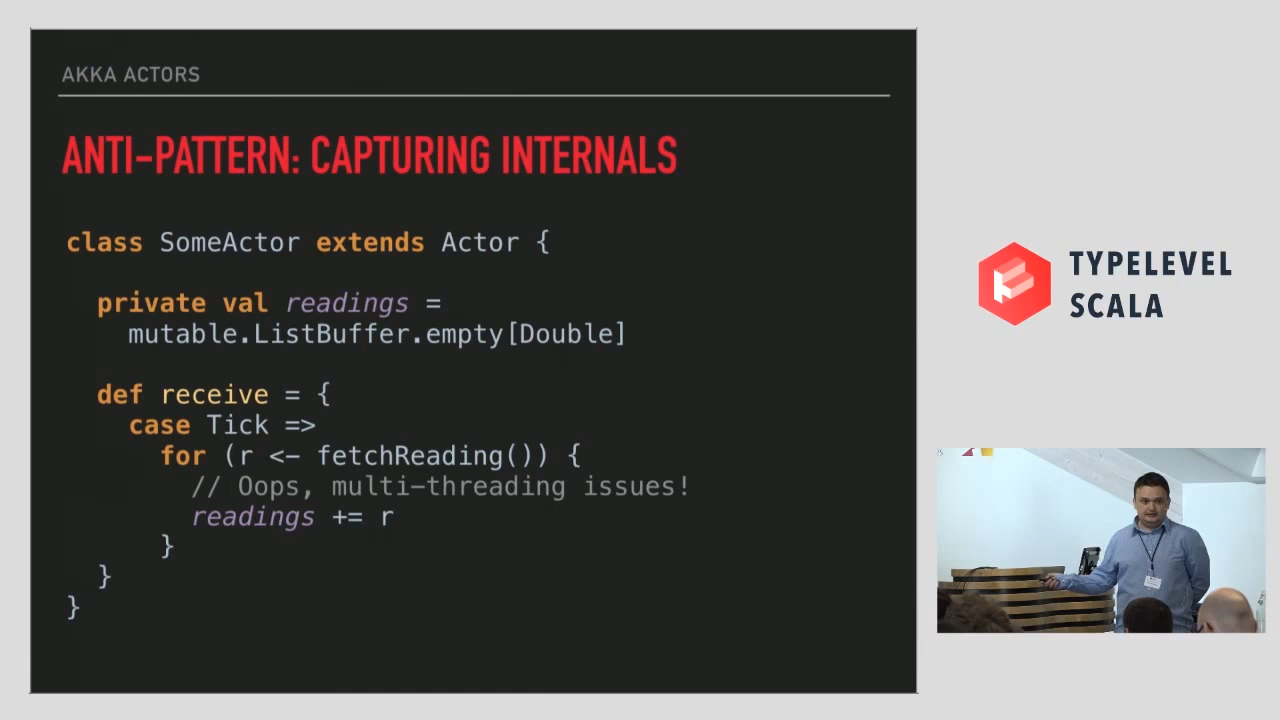 AKKA ACTORS
ANTI-PATTERN: CAPTURING INTERNALS
class SomeActor extends Actor {
private val readings =
mutable.ListBuffer.empty[Double]
def receive = {
case Tick =>
for (r <- fetchReading()) {
// Oops, multi-threading issues!
readings += r
}
}
}
TYPELEVEL
SCALA